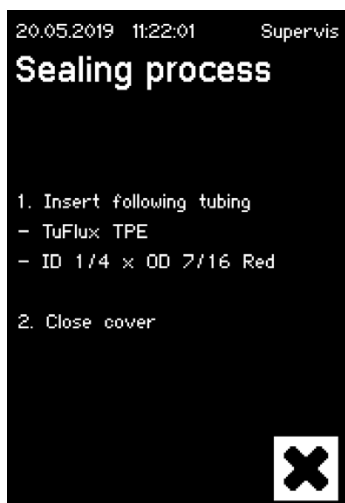 20.05.2019 11:22:01 Supervis
Sealing process
1. Insert following tubing
- TuFlux TPE
- ID 1/4 x OD 7/16 Red
2. Close cover